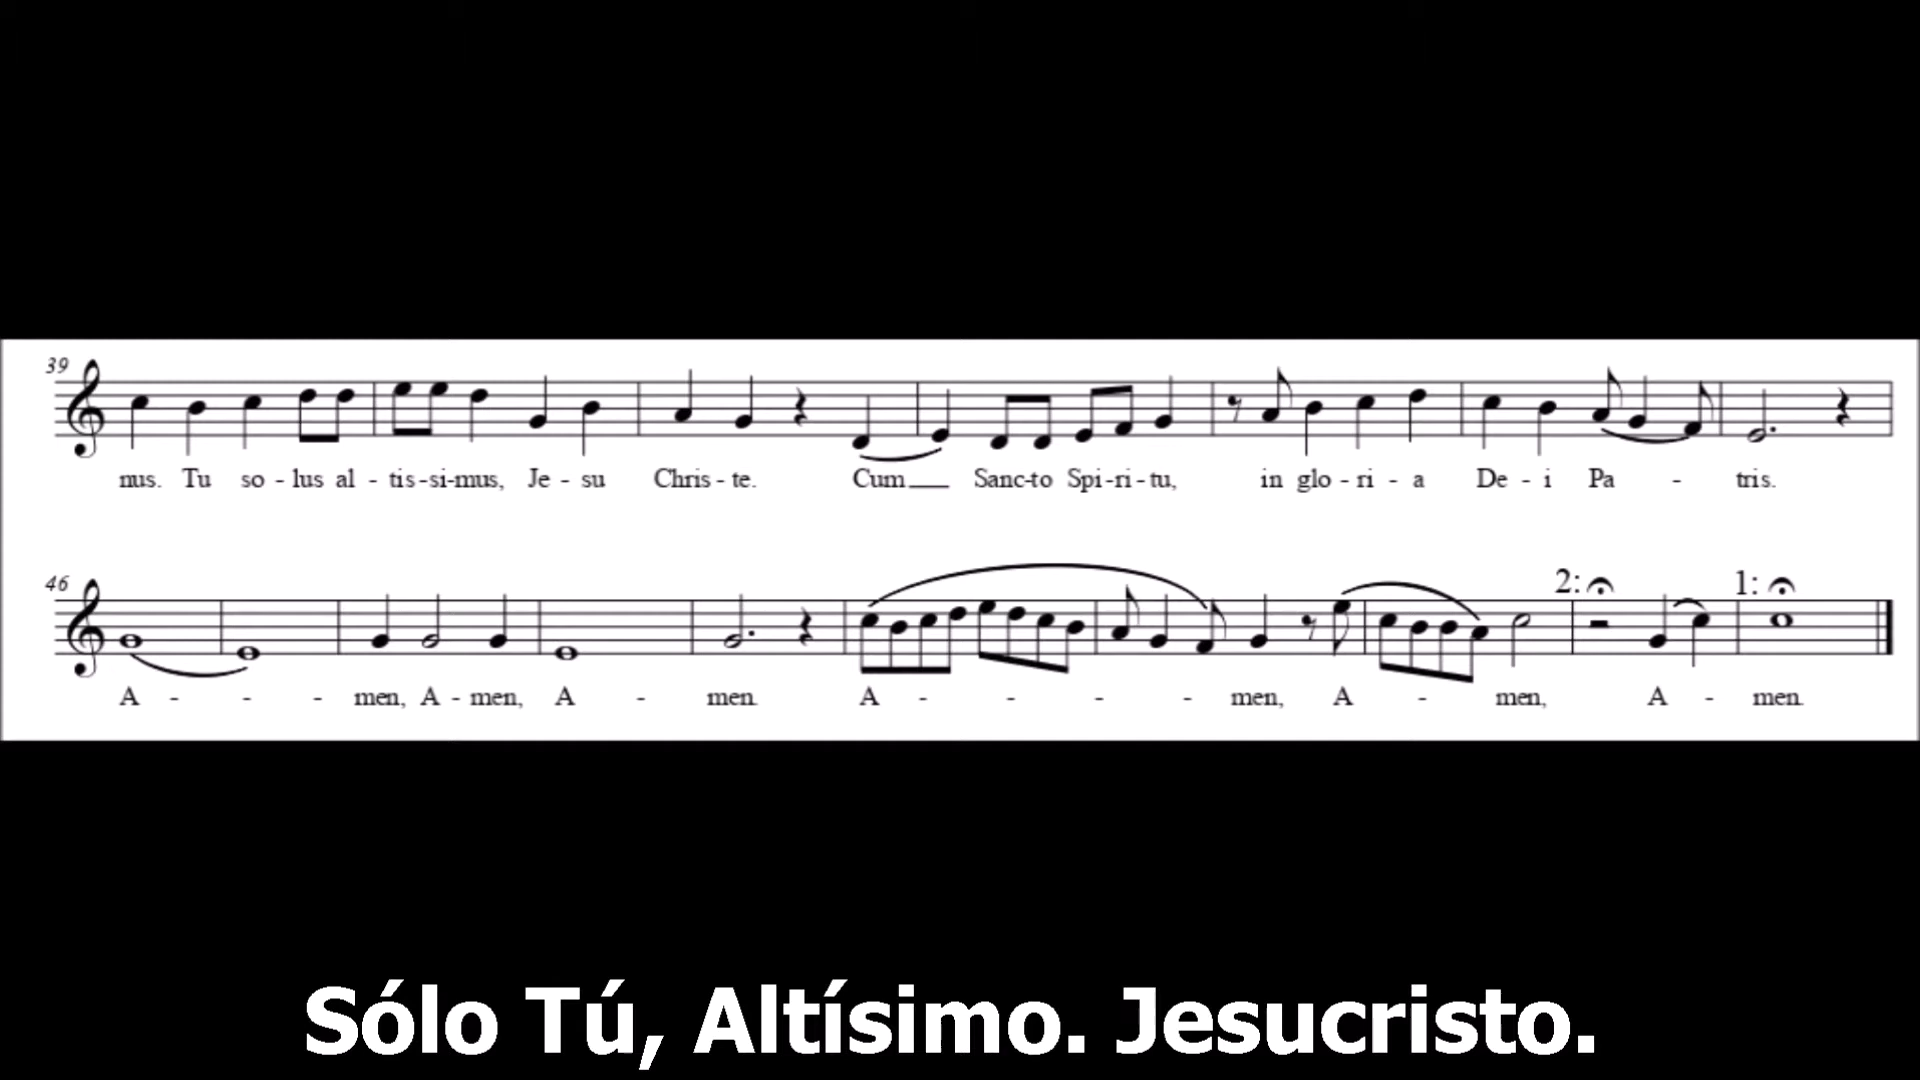 39
nus. Tu so - lus al - tis - si - mus, Je - su Chris - te. Cum Sanc - to Spi - ri - tu, in glo - ri - a De - i Pa - tris.
46
A - - - men, A - men, A - men. A - - - - - men, A - men, A - men.
2: 1:
Sólo Tú, Altísimo. Jesucristo.